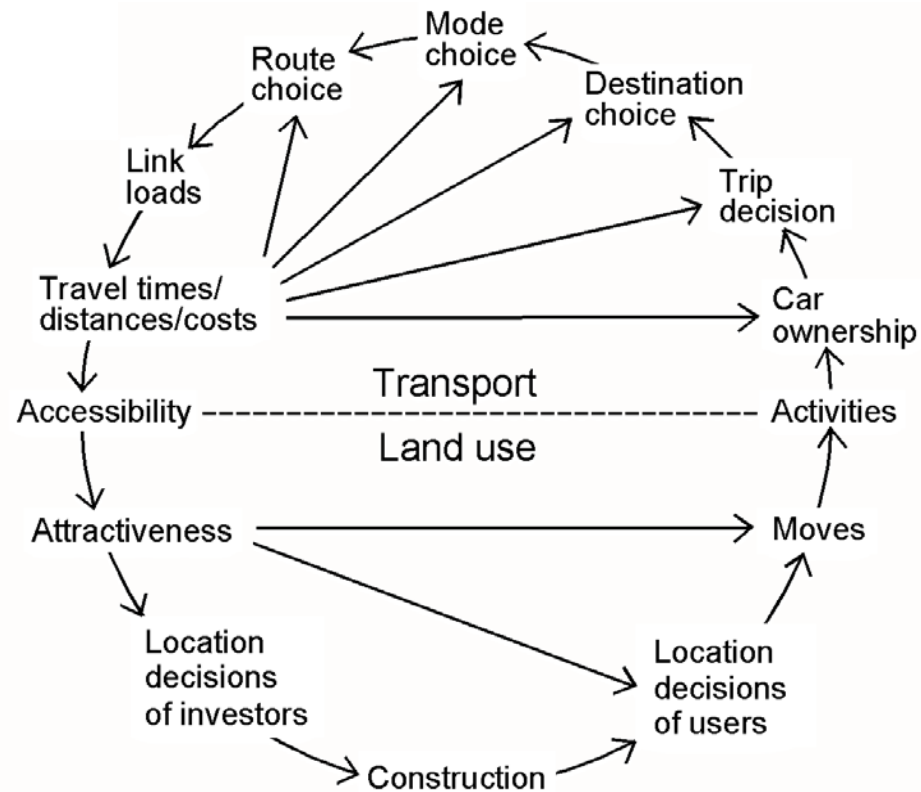 Mode
choice
Route
choice
Destination
choice
Link
loads
Trip
decision
Travel times/
distances/costs
Car
ownership
Transport
Accessibility
Activities
Land use
Attractiveness
Moves
Location
decisions
of investors
Location
decisions
of users
Construction